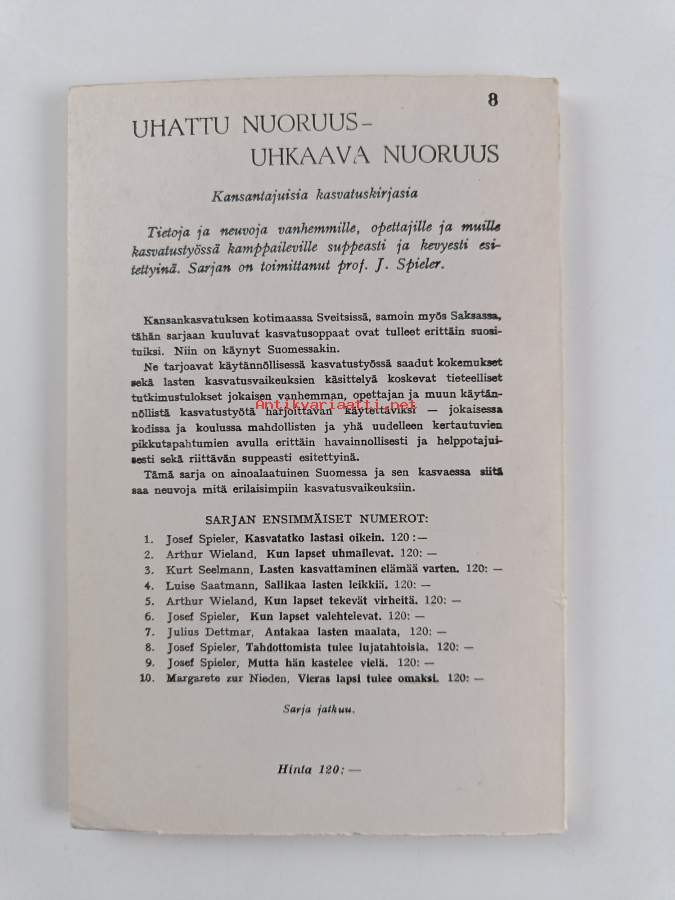 8
UHATTU NUORUUS –
UHKAAVA NUORUUS
Kansantajuisia kasvatuskirjasia
Tietoja ja neuvoja vanhemmille, opettajille ja muille
kasvatustyössä kamppaileville suppeasti ja kevyesti esi-
tettyinä. Sarjan on toimittanut prof. J. Spieler.
Kansankasvatuksen kotimaassa Sveitsissä, samoin myös Saksassa,
tähän sarjaan kuuluvat kasvatusoppaat ovat tulleet erittäin suosi-
tuiksi. Niin on käynyt Suomessakin.
Ne tarjoavat käytännöllisessä kasvatustyössä saadut kokemukset
sekä lasten kasvatusvaikeuksien käsittelyä koskevat tieteelliset
tutkimustulokset jokaisen vanhemman, opettajan ja muun käytän-
nöllistä kasvatustyötä harjoittavan käytettäviksi — jokaisessa
Antikvariaatti.net
kodissa ja koulussa mahdollisten ja yhä uudelleen kertautuvien
pikkutapahtumien avulla erittäin havainnollisesti ja helppotajui-
sesti sekä riittävän suppeasti esitettyinä.
Tämä sarja on ainoalaatuinen Suomessa ja sen kasvaessa siitä
saa neuvoja mitä erilaisimpiin kasvatusvaikeuksiin.
SARJAN ENSIMMÄISET NUMEROT:
1. Josef Spieler, Kasvatatko lastasi oikein. 120:—
2. Arthur Wieland, Kun lapset uhmailevat. 120:—
3. Kurt Seelmann, Lasten kasvattaminen elämää varten. 120:—
4. Luise Saatmann, Sallikaa lasten leikkiä. 120:—
5. Arthur Wieland, Kun lapset tekevät virheitä. 120:—
6. Josef Spieler, Kun lapset valehtelevat. 120:—
7. Julius Dettmar, Antakaa lasten maalata, 120:—
8. Josef Spieler, Tahdottomista tulee lujatahtoisia. 120:—
9. Josef Spieler, Mutta hän kastelee vielä. 120:—
10. Margarete zur Nieden, Vieras lapsi tulee omaksi. 120:—
Sarja jatkuu.
Hinta 120:—